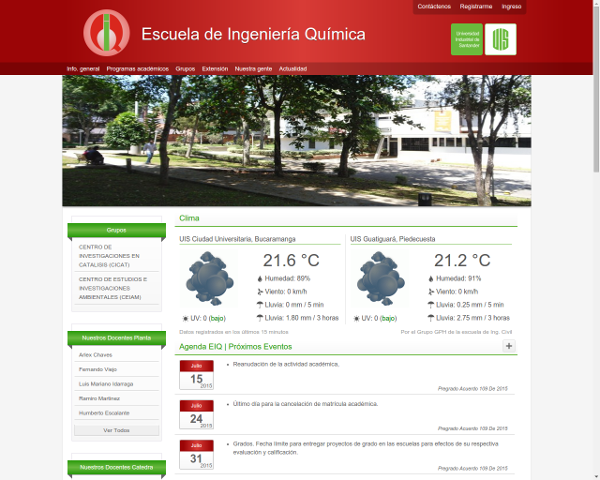 Contáctenos Registrarme Ingreso
Escuela de Ingeniería Química
Universidad
Industrial de
Santander
UIS
Info. general Programas académicos Grupos Extensión Nuestra gente Actualidad
Grupos
CENTRO DE
INVESTIGACIONES EN
CATALISIS (CICAT)
CENTRO DE ESTUDIOS E
INVESTIGACIONES
AMBIENTALES (CEIAM)
Nuestros Docentes Planta
Arlex Chaves
Fernando Viejo
Luis Mariano Idarraga
Ramiro Martinez
Humberto Escalante
Ver Todos
Nuestros Docentes Catedra
Clima
UIS Ciudad Universitaria, Bucaramanga
21.6 °C
Humedad: 89%
Viento: 0 km/h
Lluvia: 0 mm / 5 min
UV: 0 (bajo)
Lluvia: 1.80 mm / 3 horas
UIS Guatiguará, Piedecuesta
21.2 °C
Humedad: 91%
Viento: 0 km/h
Lluvia: 0.25 mm / 5 min
UV: 0 (bajo)
Lluvia: 2.75 mm / 3 horas
Datos registrados en los últimos 15 minutos
Por el Grupo GPH de la escuela de Ing. Civil
Agenda EIQ | Próximos Eventos +
Julio
15
2015
Reanudación de la actividad académica.
Pregrado Acuerdo 109 De 2015
Julio
24
2015
Último día para la cancelación de matrícula académica.
Pregrado Acuerdo 109 De 2015
Julio
31
2015
Grados. Fecha límite para entregar proyectos de grado en las escuelas para efectos de su respectiva
evaluación y calificación.
Pregrado Acuerdo 109 De 2015